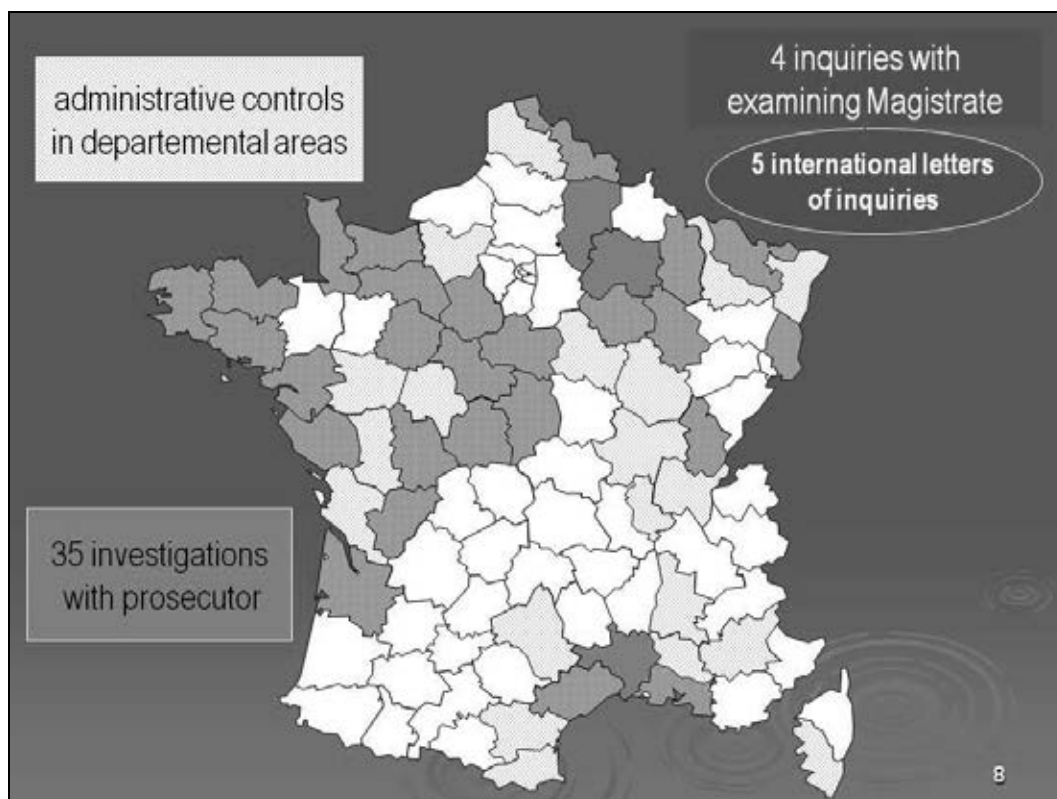 administrative controls
in departemental areas
4 inquiries with
examining Magistrate
5 international letters
of inquiries
35 investigations
with prosecutor
8